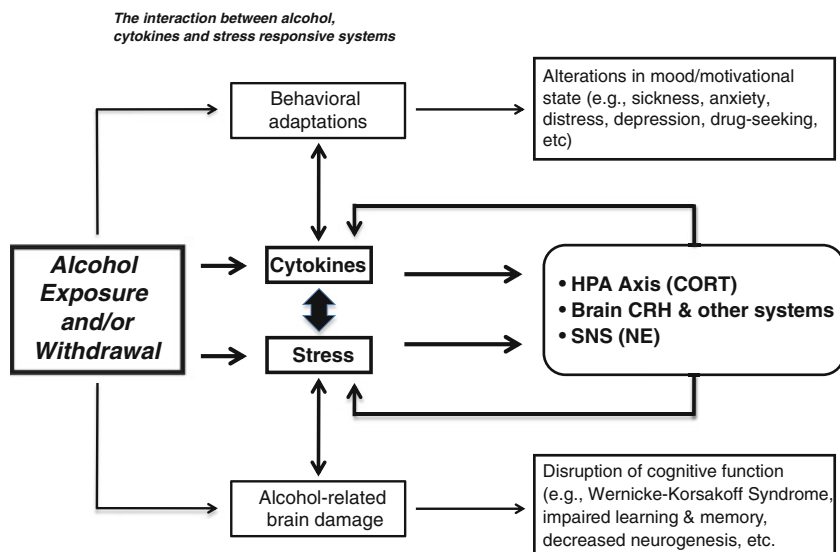 The interaction between alcohol,
cytokines and stress responsive systems
Behavioral
adaptations
Alterations in mood/motivational
state (e.g., sickness, anxiety,
distress, depression, drug-seeking,
etc)
Alcohol
Exposure
and/or
Withdrawal
Cytokines
Stress
• HPA Axis (CORT)
• Brain CRH & other systems
• SNS (NE)
Alcohol-related
brain damage
Disruption of cognitive function
(e.g., Wernicke-Korsakoff Syndrome,
impaired learning & memory,
decreased neurogenesis, etc.